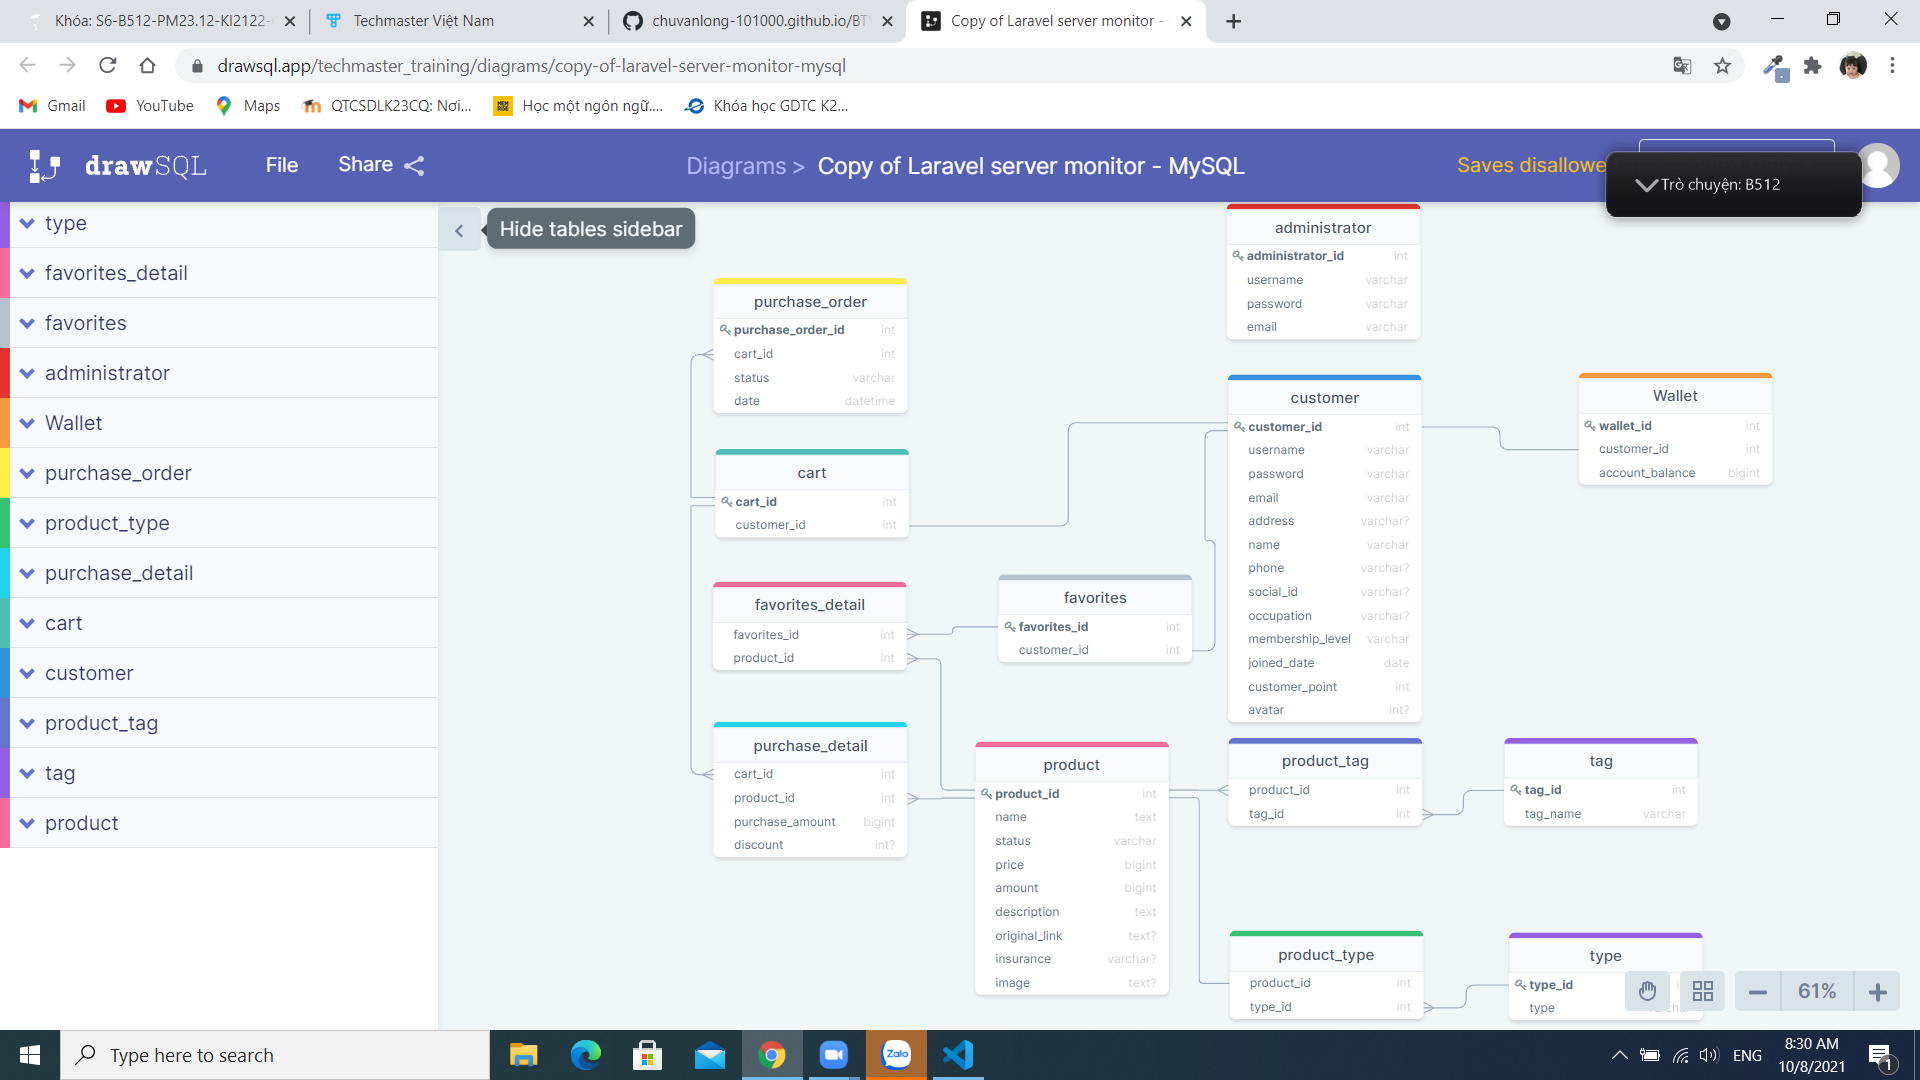 Khóa: S6-B512-PM23.12-KI2122-
Techmaster Việt Nam
chuvanlong-101000.github.io/BT
Copy of Laravel server monitor -
drawsql.app/techmaster_training/diagrams/copy-of-laravel-server-monitor-mysql
Gmail
YouTube
Maps
QTCSDLK23CQ: Nơi...
Học một ngôn ngữ....
Khóa học GDTC K2...
drawSQL
File
Share
Diagrams >
Copy of Laravel server monitor - MySQL
Saves disallowe
Trò chuyện: B512
type
favorites_detail
favorites
administrator
Wallet
purchase_order
product_type
purchase_detail
cart
customer
product_tag
tag
product
Hide tables sidebar
administrator
administrator_id int
username varchar
password varchar
email varchar
purchase_order
purchase_order_id int
cart_id int
status varchar
date datetime
customer
customer_id int
username varchar
password varchar
email varchar
address varchar?
name varchar
phone varchar?
social_id varchar?
occupation varchar?
membership_level varchar
joined_date date
customer_point int
avatar int?
Wallet
wallet_id int
customer_id int
account_balance bigint
cart
cart_id int
customer_id int
favorites_detail
favorites_id int
product_id int
favorites
favorites_id int
customer_id int
purchase_detail
cart_id int
product_id int
purchase_amount bigint
discount int?
product
product_id int
name text
status varchar
price bigint
amount bigint
description text
original_link text?
insurance varchar?
image text?
product_tag
product_id int
tag_id int
tag
tag_id int
tag_name varchar
product_type
product_id int
type_id int
type
type_id
type
61%
Type here to search
Zalo
ENG
8:30 AM
10/8/2021
1